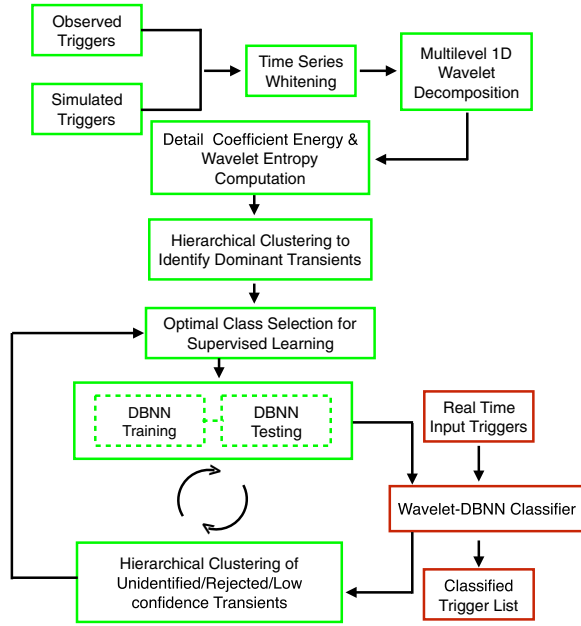 Observed
Triggers
Simulated
Triggers
Time Series
Whitening
Multilevel 1D
Wavelet
Decomposition
Detail Coefficient Energy &
Wavelet Entropy
Computation
Hierarchical Clustering to
Identify Dominant Transients
Optimal Class Selection for
Supervised Learning
DBNN
Training
DBNN
Testing
Real Time
Input Triggers
Wavelet-DBNN Classifier
Hierarchical Clustering of
Unidentified/Rejected/Low
confidence Transients
Classified
Trigger List